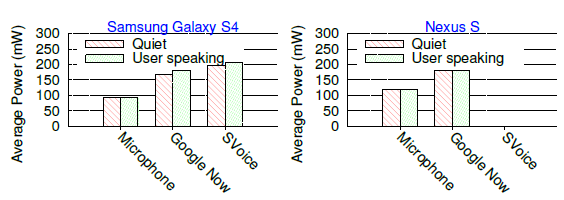 Samsung Galaxy S4
Average Power (mW)
300
250
200
150
100
50
0
Quiet
User speaking
Microphone
Google Now
SVoice
Nexus S
Average Power (mW)
300
250
200
150
100
50
0
Quiet
User speaking
Microphone
Google Now
SVoice